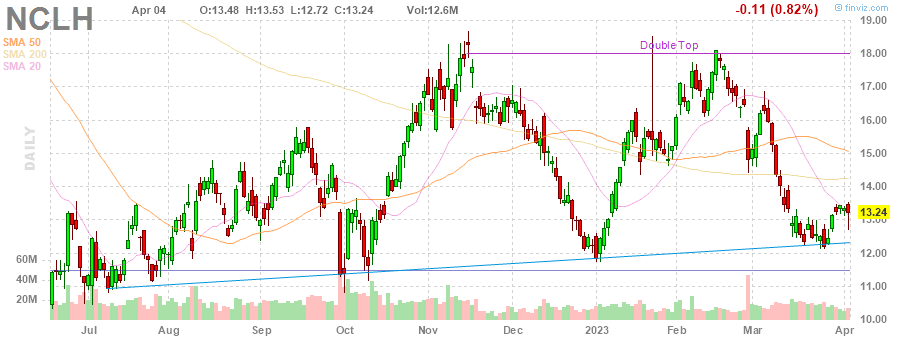 NCLH Apr 04 O:13.48 H:13.53 L:12.72 C:13.24 Vol:12.6M -0.11 (0.82%) finviz.com
SMA 50
SMA 200
SMA 20
DAILY
Double Top
19.00
18.00
17.00
16.00
15.00
14.00
13.24
13.00
12.00
11.00
10.00
60M
40M
20M
Jul Aug Sep Oct Nov Dec 2023 Feb Mar Apr